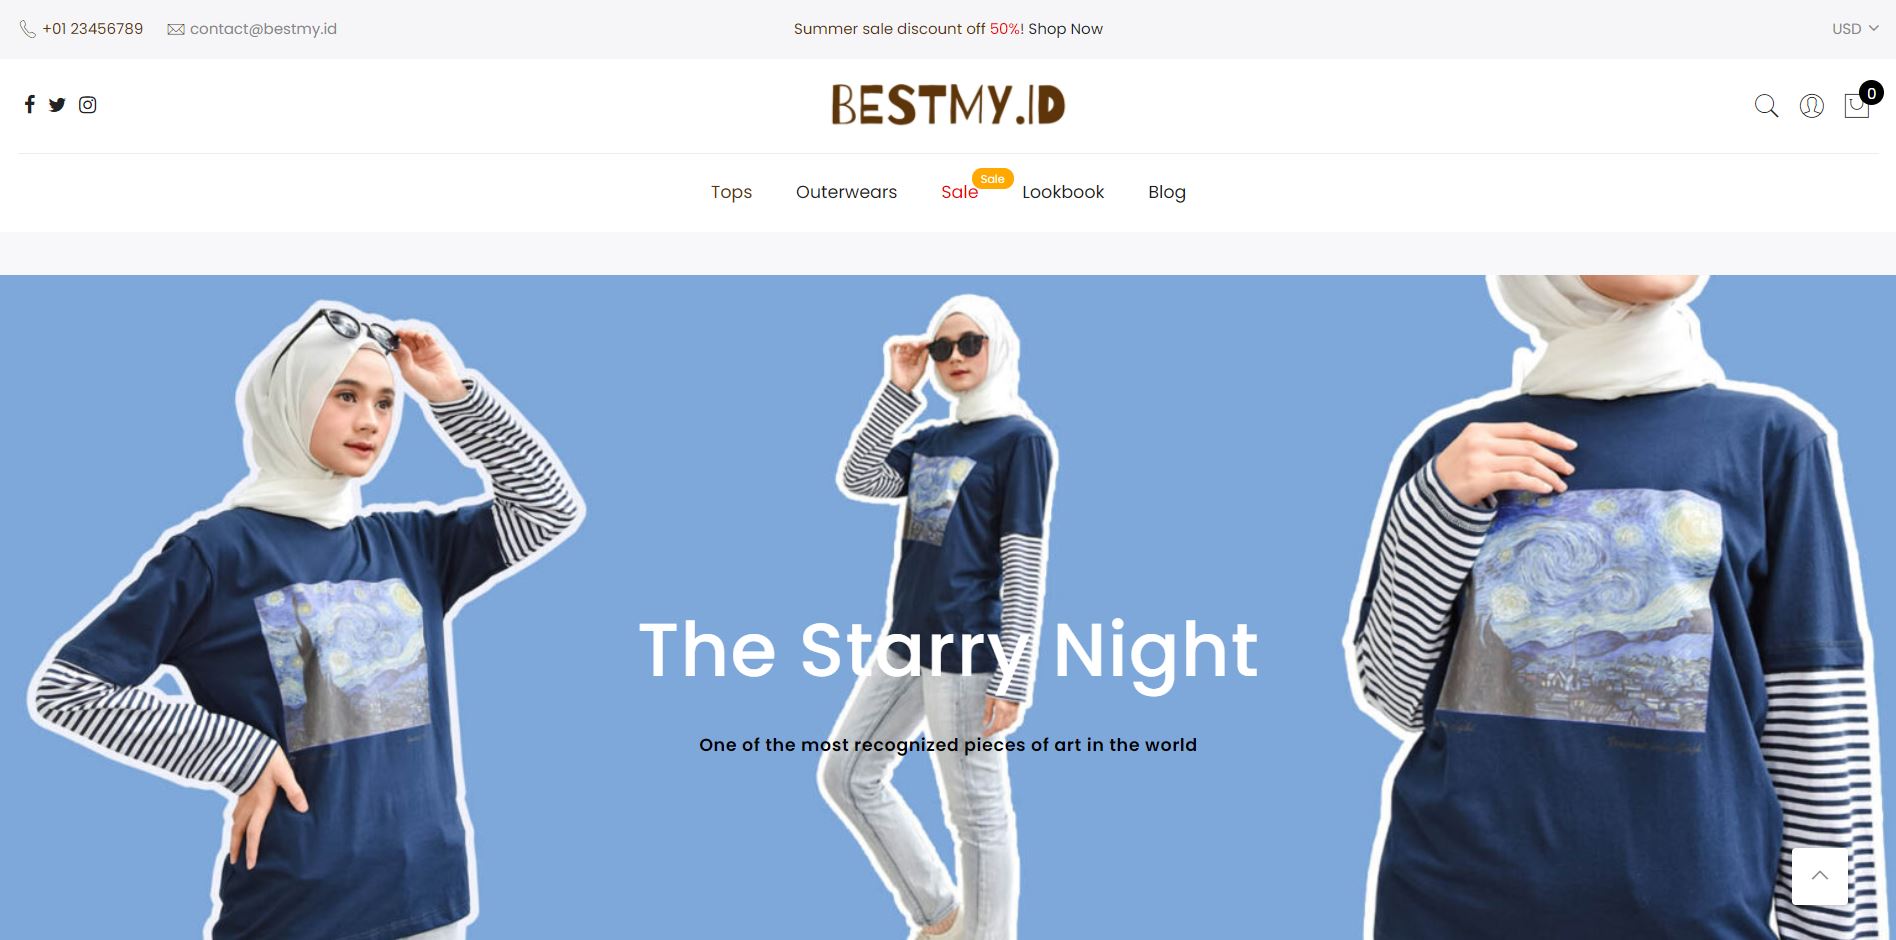 +01 23456789 contact@bestmy.id Summer sale discount off 50%! Shop Now USD
BESTMY.ID
0
Sale
Tops Outerwears Sale Lookbook Blog
The Starry Night
One of the most recognized pieces of art in the world